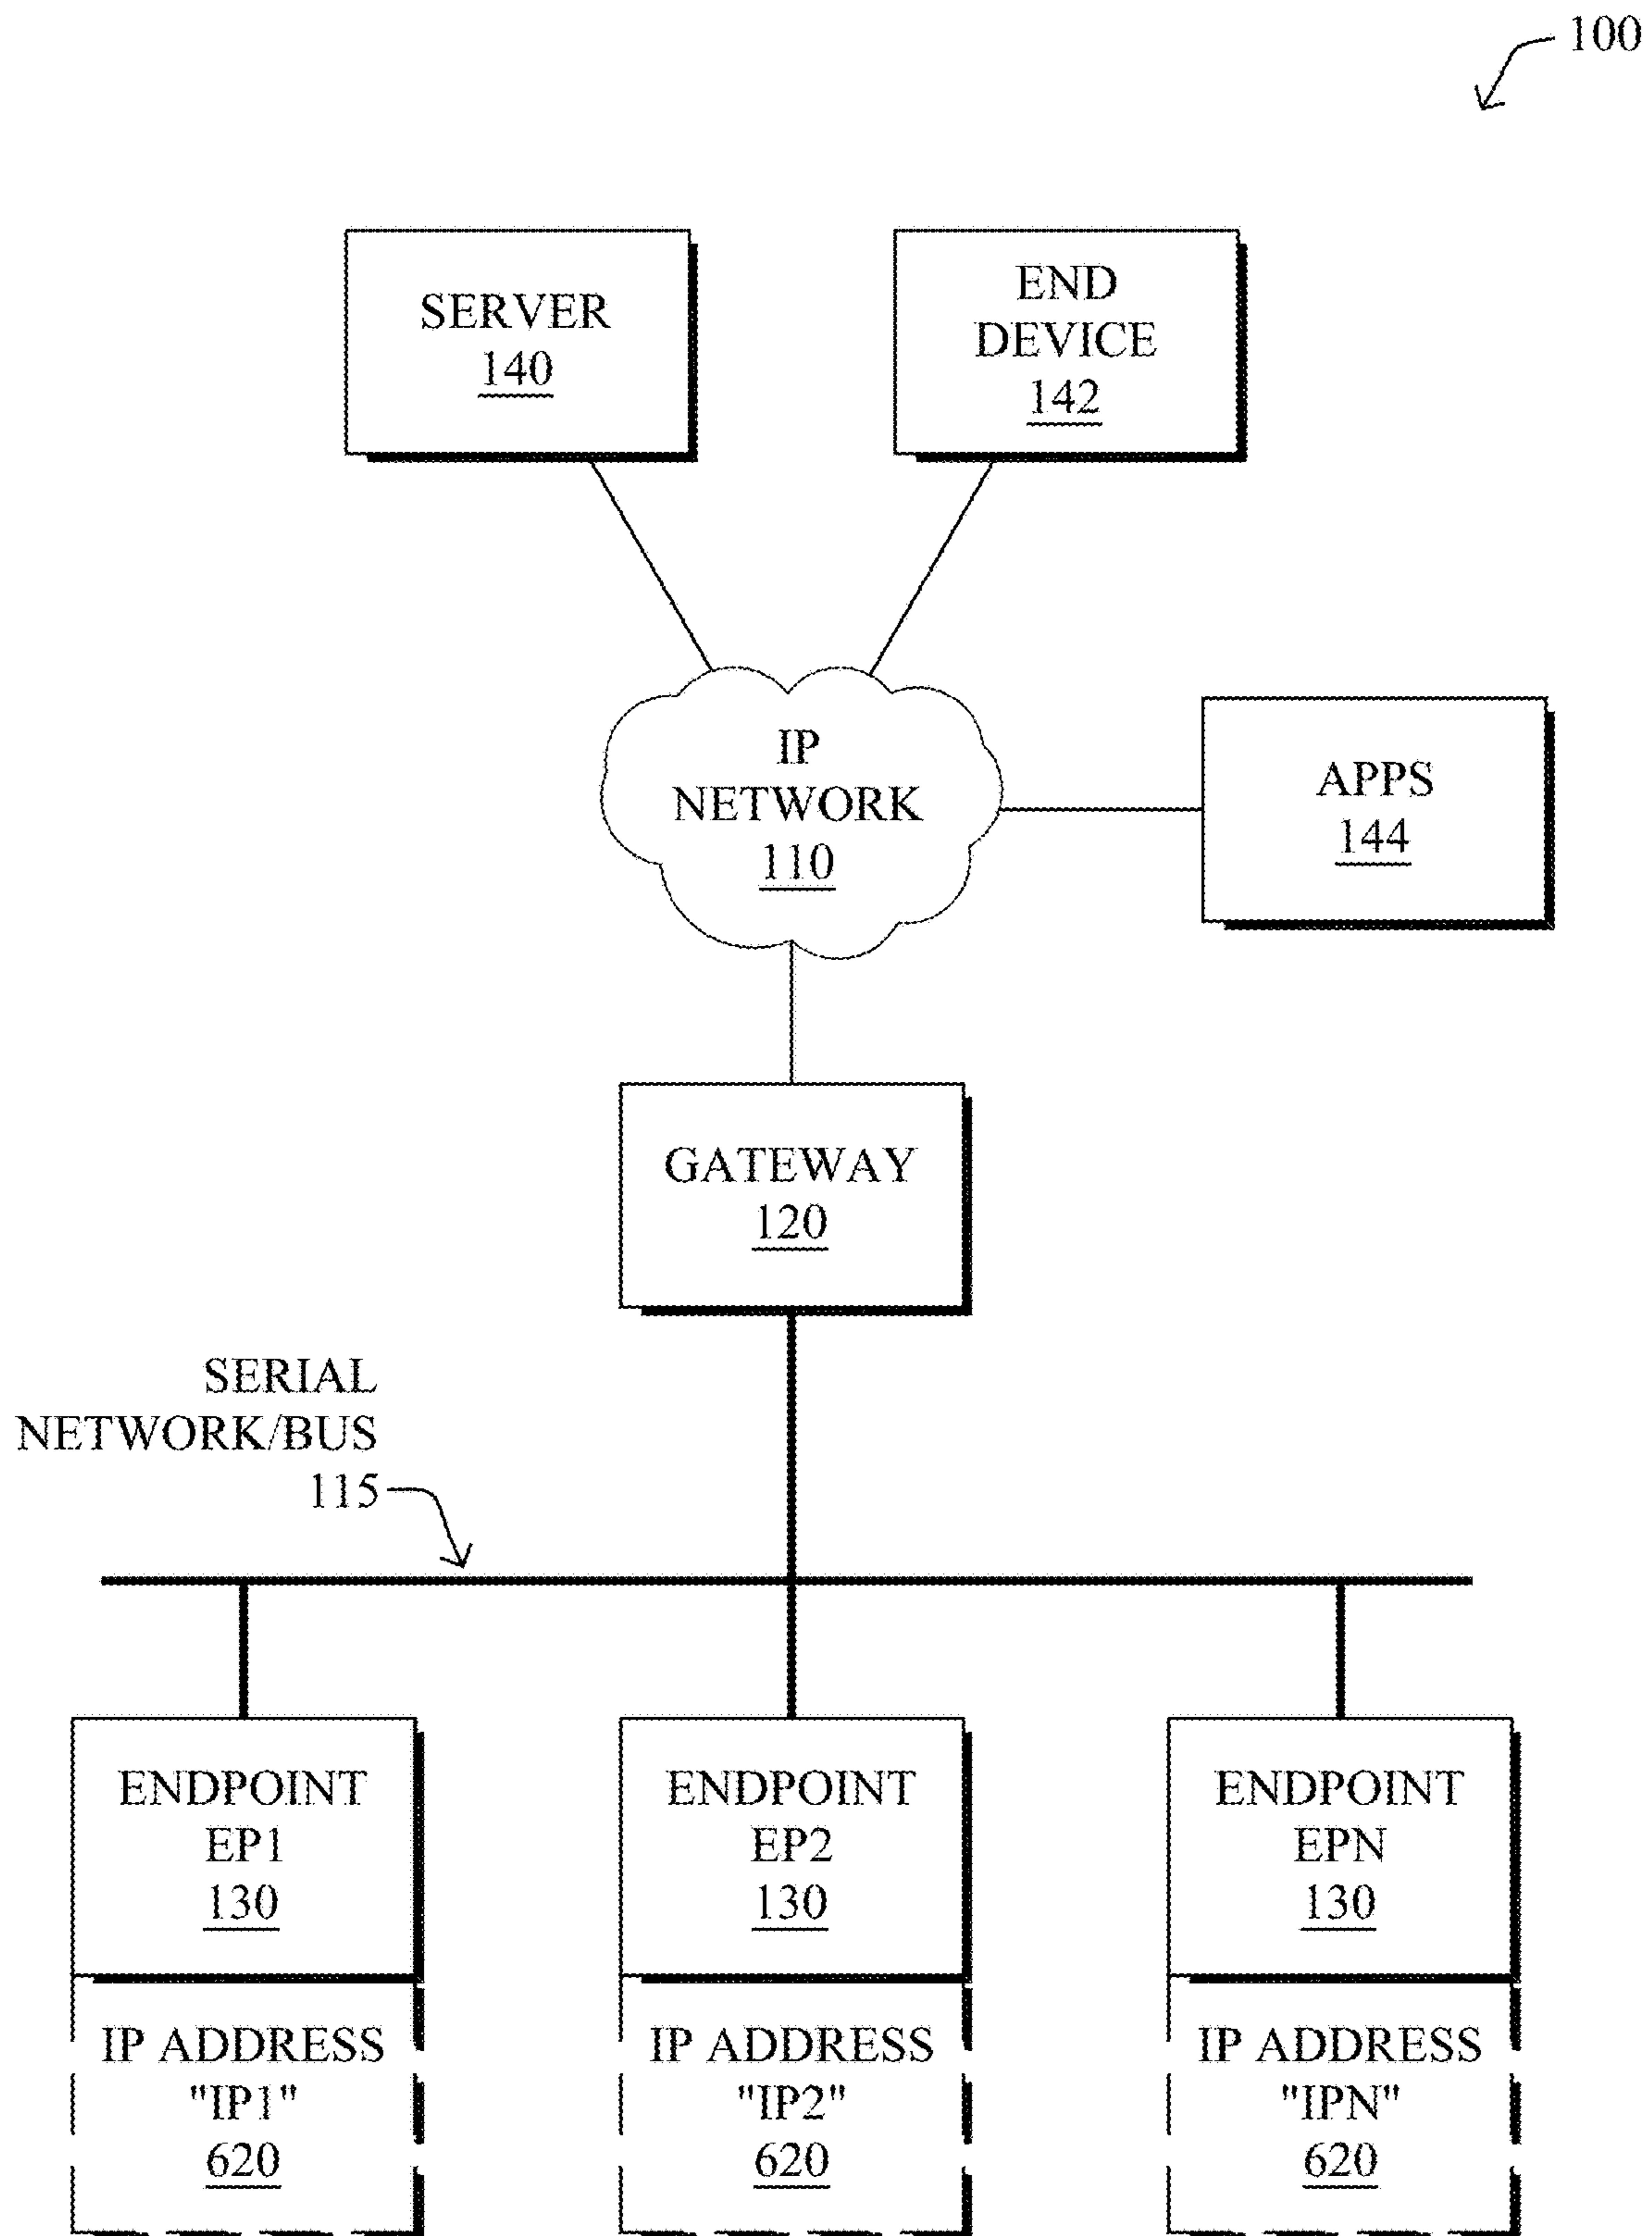 100
SERVER
140
END
DEVICE
142
IP
NETWORK
110
APPS
144
GATEWAY
120
SERIAL
NETWORK/BUS
115
ENDPOINT
EP1
130
ENDPOINT
EP2
130
ENDPOINT
EPN
130
IP ADDRESS
"IP1"
620
IP ADDRESS
"IP2"
620
IP ADDRESS
"IPN"
620